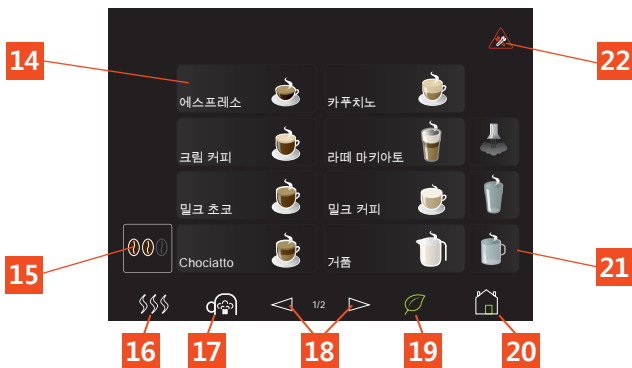 14
22
에스프레소
카푸치노
크림 커피
라떼 마키아토
밀크 초코
밀크 커피
15
Chociatto
거품
21
1/2
16
17
18
19
20